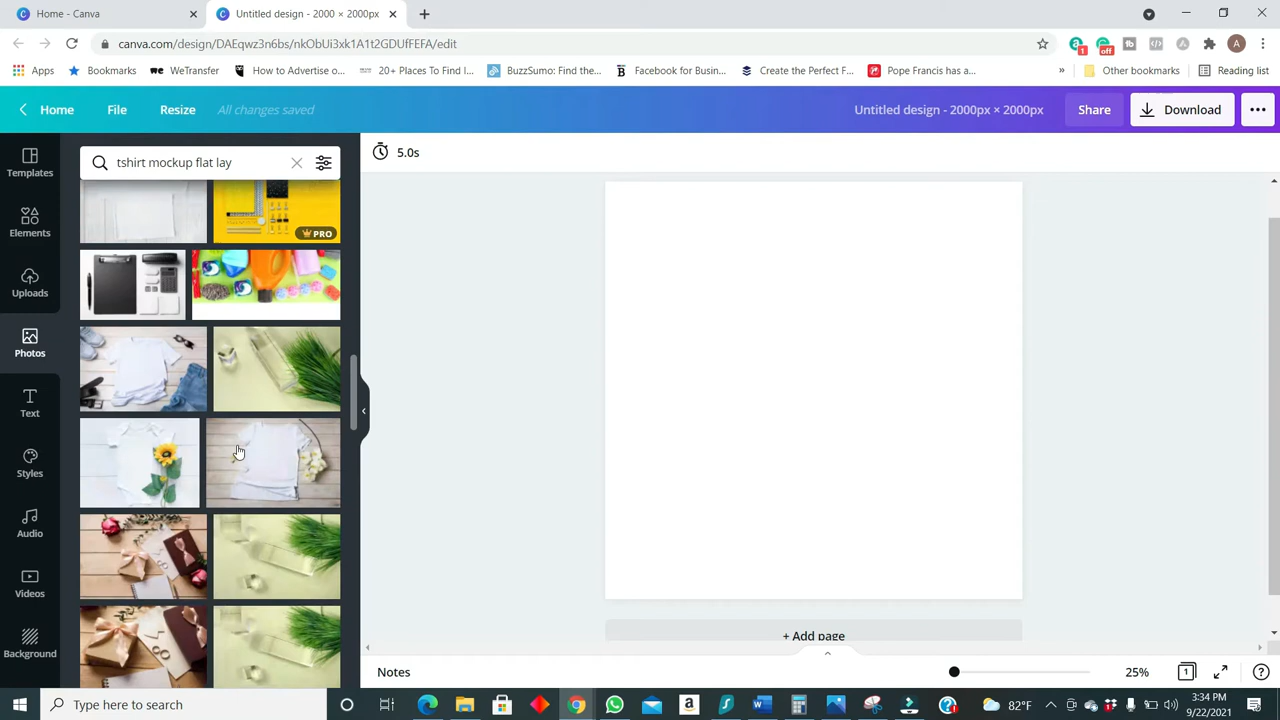 Home - Canva
Untitled design - 2000 × 2000px
canva.com/design/DAEqwz3n6bs/nkObUi3xk1A1t2GDUfFEFA/edit
1
off
A
Apps
Bookmarks
WeTransfer
How to Advertise o...
20+ Places To Find I...
BuzzSumo: Find the...
Facebook for Busin...
Create the Perfect F...
Pope Francis has a...
»
Other bookmarks
Reading list
Home
File
Resize
All changes saved
Untitled design - 2000px × 2000px
Share
Download
Templates
Elements
Uploads
Photos
Text
Styles
Audio
Videos
Background
tshirt mockup flat lay
PRO
5.0s
+ Add page
Notes
1
25%
Type here to search
82°F
3:34 PM
9/22/2021